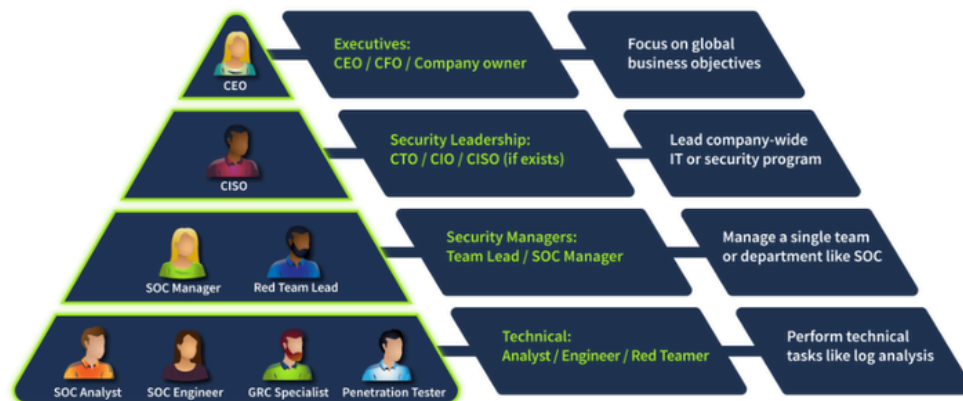 CEO
Executives:
CEO / CFO / Company owner
Focus on global
business objectives
CISO
Security Leadership:
CTO / CIO / CISO (if exists)
Lead company-wide
IT or security program
SOC Manager
Red Team Lead
Security Managers:
Team Lead / SOC Manager
Manage a single team
or department like SOC
SOC Analyst
SOC Engineer
GRC Specialist
Penetration Tester
Technical:
Analyst / Engineer / Red Teamer
Perform technical
tasks like log analysis